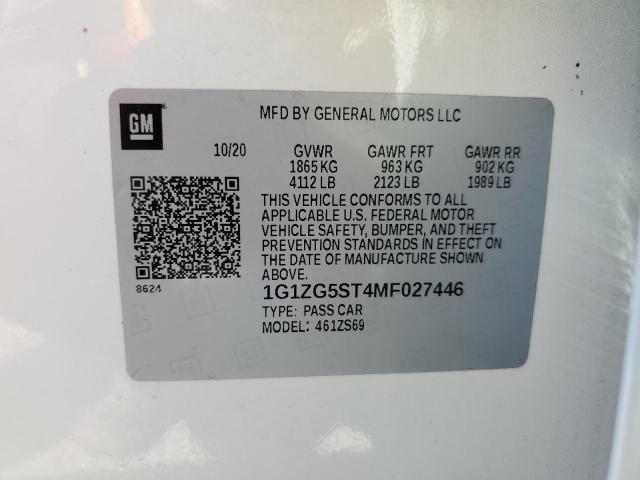 GM
MFD BY GENERAL MOTORS LLC
10/20 GVWR GAWR FRT GAWR RR
1865 KG 963 KG 902 KG
4112 LB 2123 LB 1989 LB
THIS VEHICLE CONFORMS TO ALL
APPLICABLE U.S. FEDERAL MOTOR
VEHICLE SAFETY, BUMPER, AND THEFT
PREVENTION STANDARDS IN EFFECT ON
THE DATE OF MANUFACTURE SHOWN
ABOVE.
8624
1G1ZG5ST4MF027446
TYPE: PASS CAR
MODEL: 461ZS69